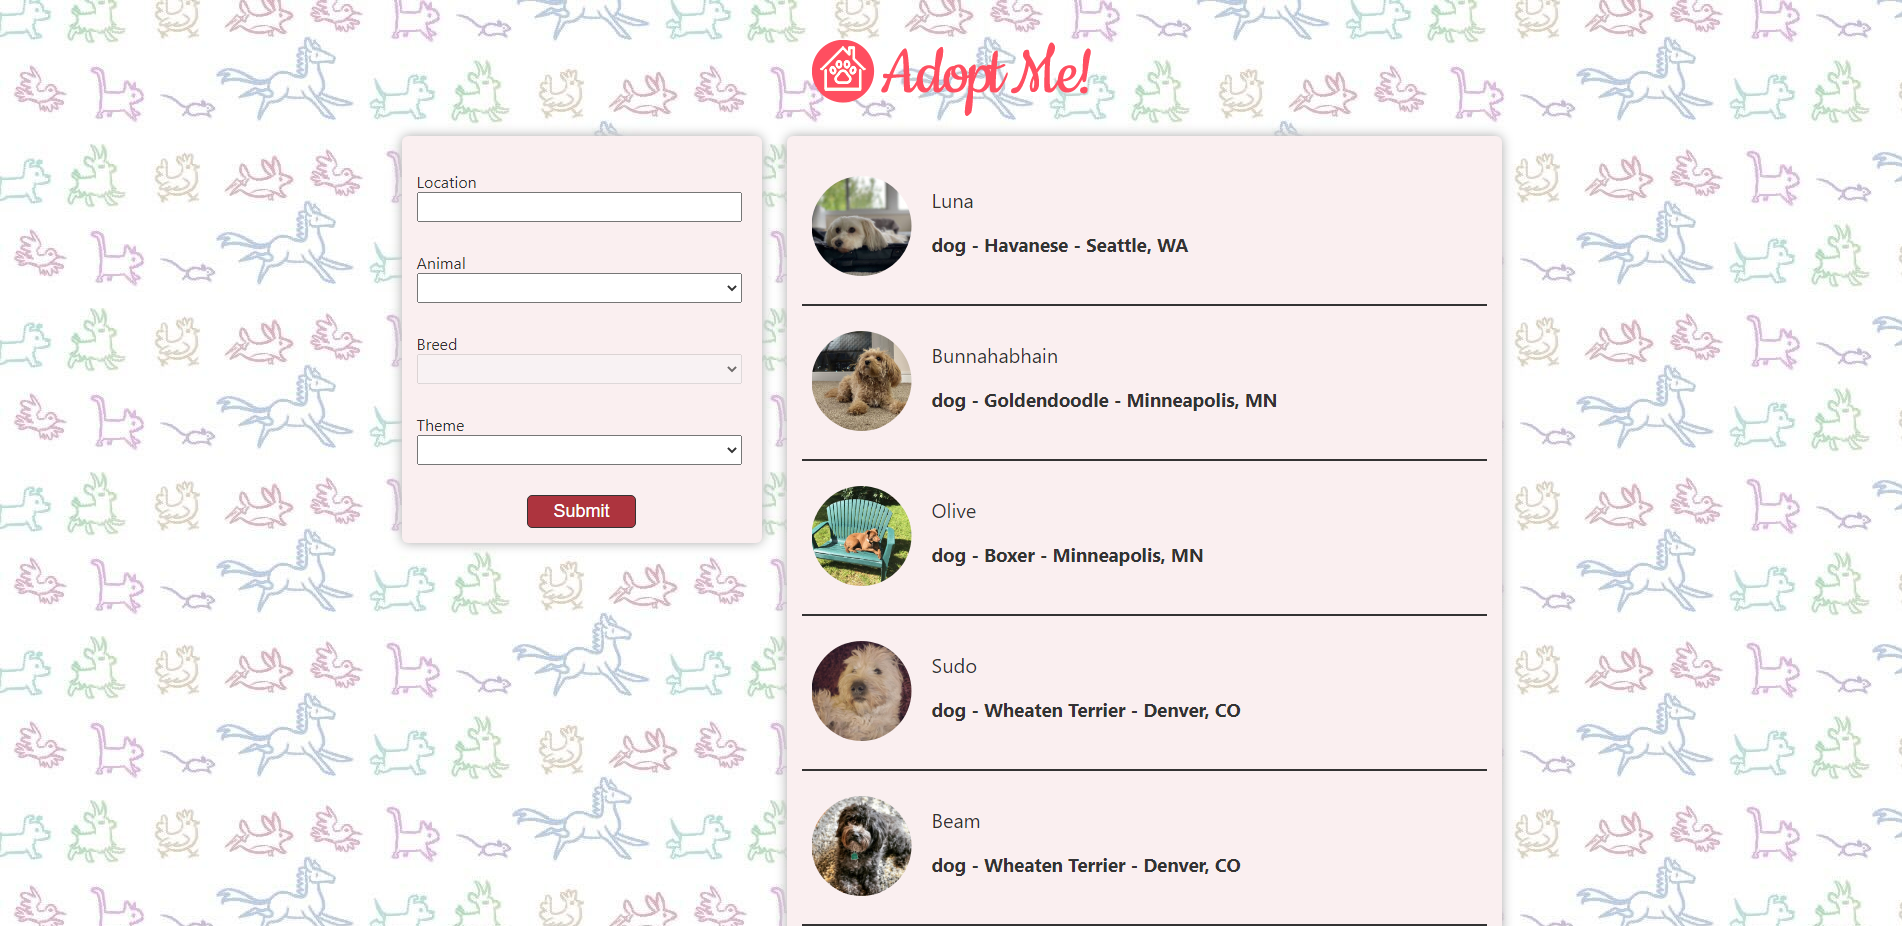 Adopt Me!
Location
Animal
Breed
Theme
Submit
Luna
dog - Havanese - Seattle, WA
Bunnahabhain
dog - Goldendoodle - Minneapolis, MN
Olive
dog - Boxer - Minneapolis, MN
Sudo
dog - Wheaten Terrier - Denver, CO
Beam
dog - Wheaten Terrier - Denver, CO